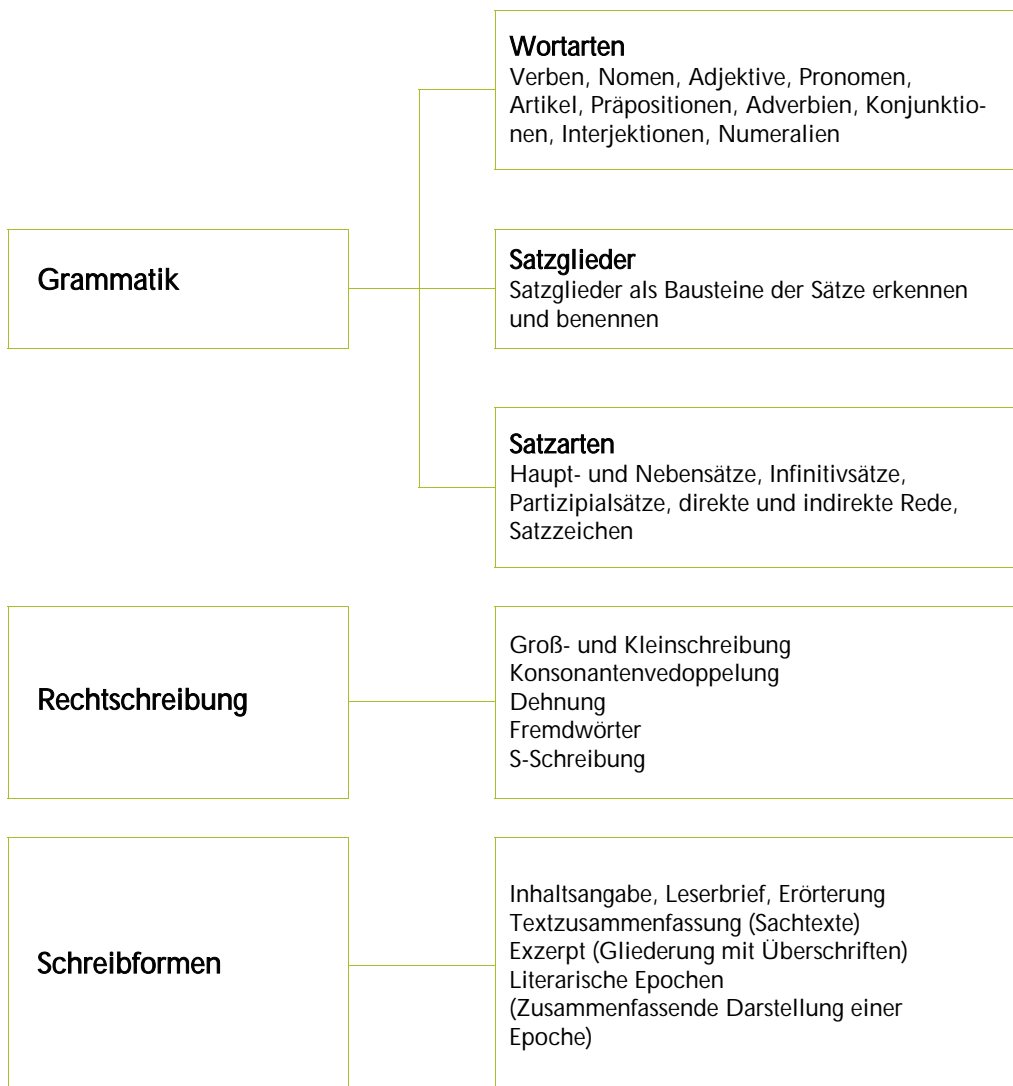 Grammatik
Wortarten
Verben, Nomen, Adjektive, Pronomen,
Artikel, Präpositionen, Adverbien, Konjunktio-
nen, Interjektionen, Numeralien
Satzglieder
Satzglieder als Bausteine der Sätze erkennen
und benennen
Satzarten
Haupt- und Nebensätze, Infinitivsätze,
Partizipialsätze, direkte und indirekte Rede,
Satzzeichen
Rechtschreibung
Groß- und Kleinschreibung
Konsonantenvedoppelung
Dehnung
Fremdwörter
S-Schreibung
Schreibformen
Inhaltsangabe, Leserbrief, Erörterung
Textzusammenfassung (Sachtexte)
Exzerpt (Gliederung mit Überschriften)
Literarische Epochen
(Zusammenfassende Darstellung einer
Epoche)